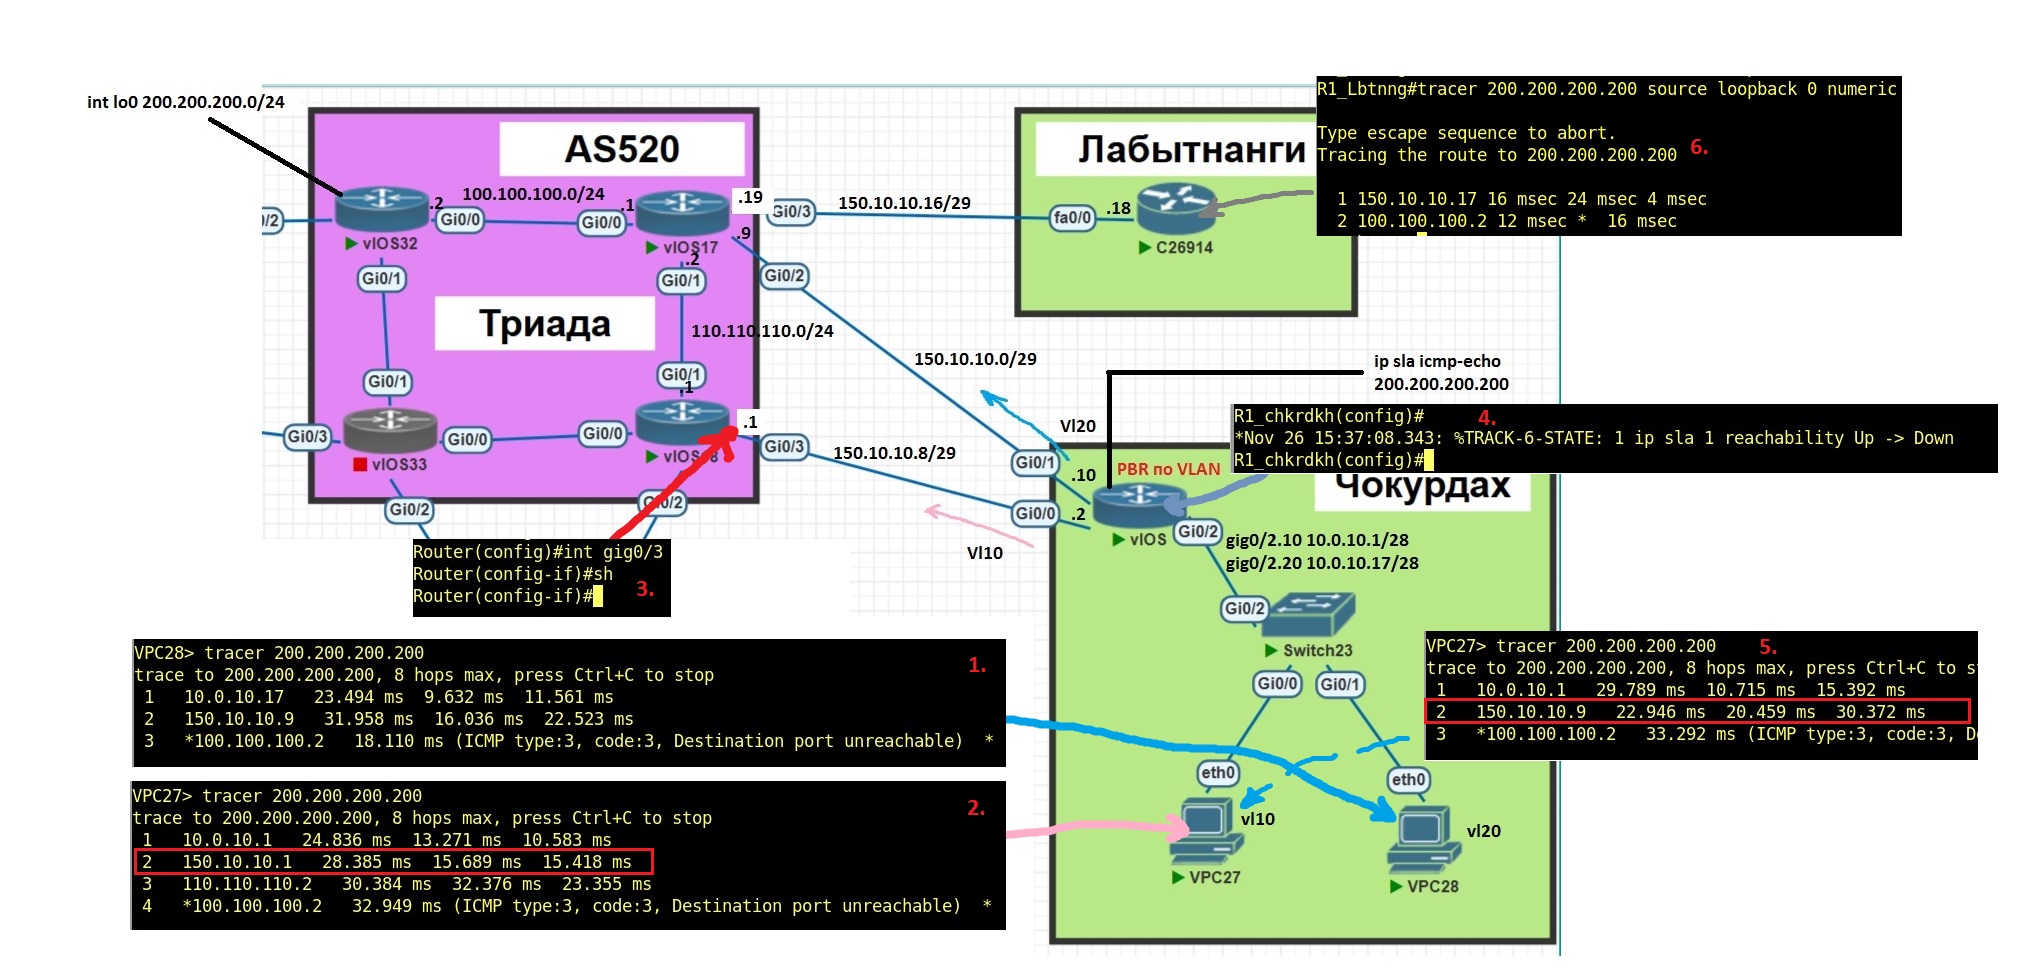 int lo0 200.200.200.0/24
AS520
100.100.100.0/24
.2
.1
.19
.9
Gi0/0
Gi0/0
Gi0/3
0/2
vIOS32
vIOS17
.2
Gi0/1
Gi0/1
Gi0/2
Триада
110.110.110.0/24
Gi0/1
Gi0/1
.1
.1
Gi0/3
Gi0/0
Gi0/0
Gi0/3
vIOS33
Gi0/2
Gi0/2
150.10.10.16/29
Лабытнанги
fa0/0
.18
C26914
R1_Lbtnng#tracer 200.200.200.200 source loopback 0 numeric
Type escape sequence to abort.
Tracing the route to 200.200.200.200
6.
1 150.10.10.17 16 msec 24 msec 4 msec
2 100.100.100.2 12 msec * 16 msec
150.10.10.0/29
150.10.10.8/29
ip sla icmp-echo
200.200.200.200
Vl20
Vl10
Gi0/1
.10
Gi0/0
.2
PBR по VLAN
R1_chkrdkh(config)#
4.
*Nov 26 15:37:08.343: %TRACK-6-STATE: 1 ip sla 1 reachability Up -> Down
R1_chkrdkh(config)#
Чокурдах
vIOS
Gi0/2
gig0/2.10 10.0.10.1/28
gig0/2.20 10.0.10.17/28
Gi0/2
Switch23
Gi0/0
Gi0/1
eth0
eth0
vl10
vl20
VPC27
VPC28
Router(config)#int gig0/3
Router(config-if)#sh
Router(config-if)#
3.
VPC28> tracer 200.200.200.200
1.
trace to 200.200.200.200, 8 hops max, press Ctrl+C to stop
1 10.0.10.17 23.494 ms 9.632 ms 11.561 ms
2 150.10.10.9 31.958 ms 16.036 ms 22.523 ms
3 *100.100.100.2 18.110 ms (ICMP type:3, code:3, Destination port unreachable) *
VPC27> tracer 200.200.200.200
2.
trace to 200.200.200.200, 8 hops max, press Ctrl+C to stop
1 10.0.10.1 24.836 ms 13.271 ms 10.583 ms
2 150.10.10.1 28.385 ms 15.689 ms 15.418 ms
3 110.110.110.2 30.384 ms 32.376 ms 23.355 ms
4 *100.100.100.2 32.949 ms (ICMP type:3, code:3, Destination port unreachable) *
VPC27> tracer 200.200.200.200
5.
trace to 200.200.200.200, 8 hops max, press Ctrl+C to s
1 10.0.10.1 29.789 ms 10.715 ms 15.392 ms
2 150.10.10.9 22.946 ms 20.459 ms 30.372 ms
3 *100.100.100.2 33.292 ms (ICMP type:3, code:3, D